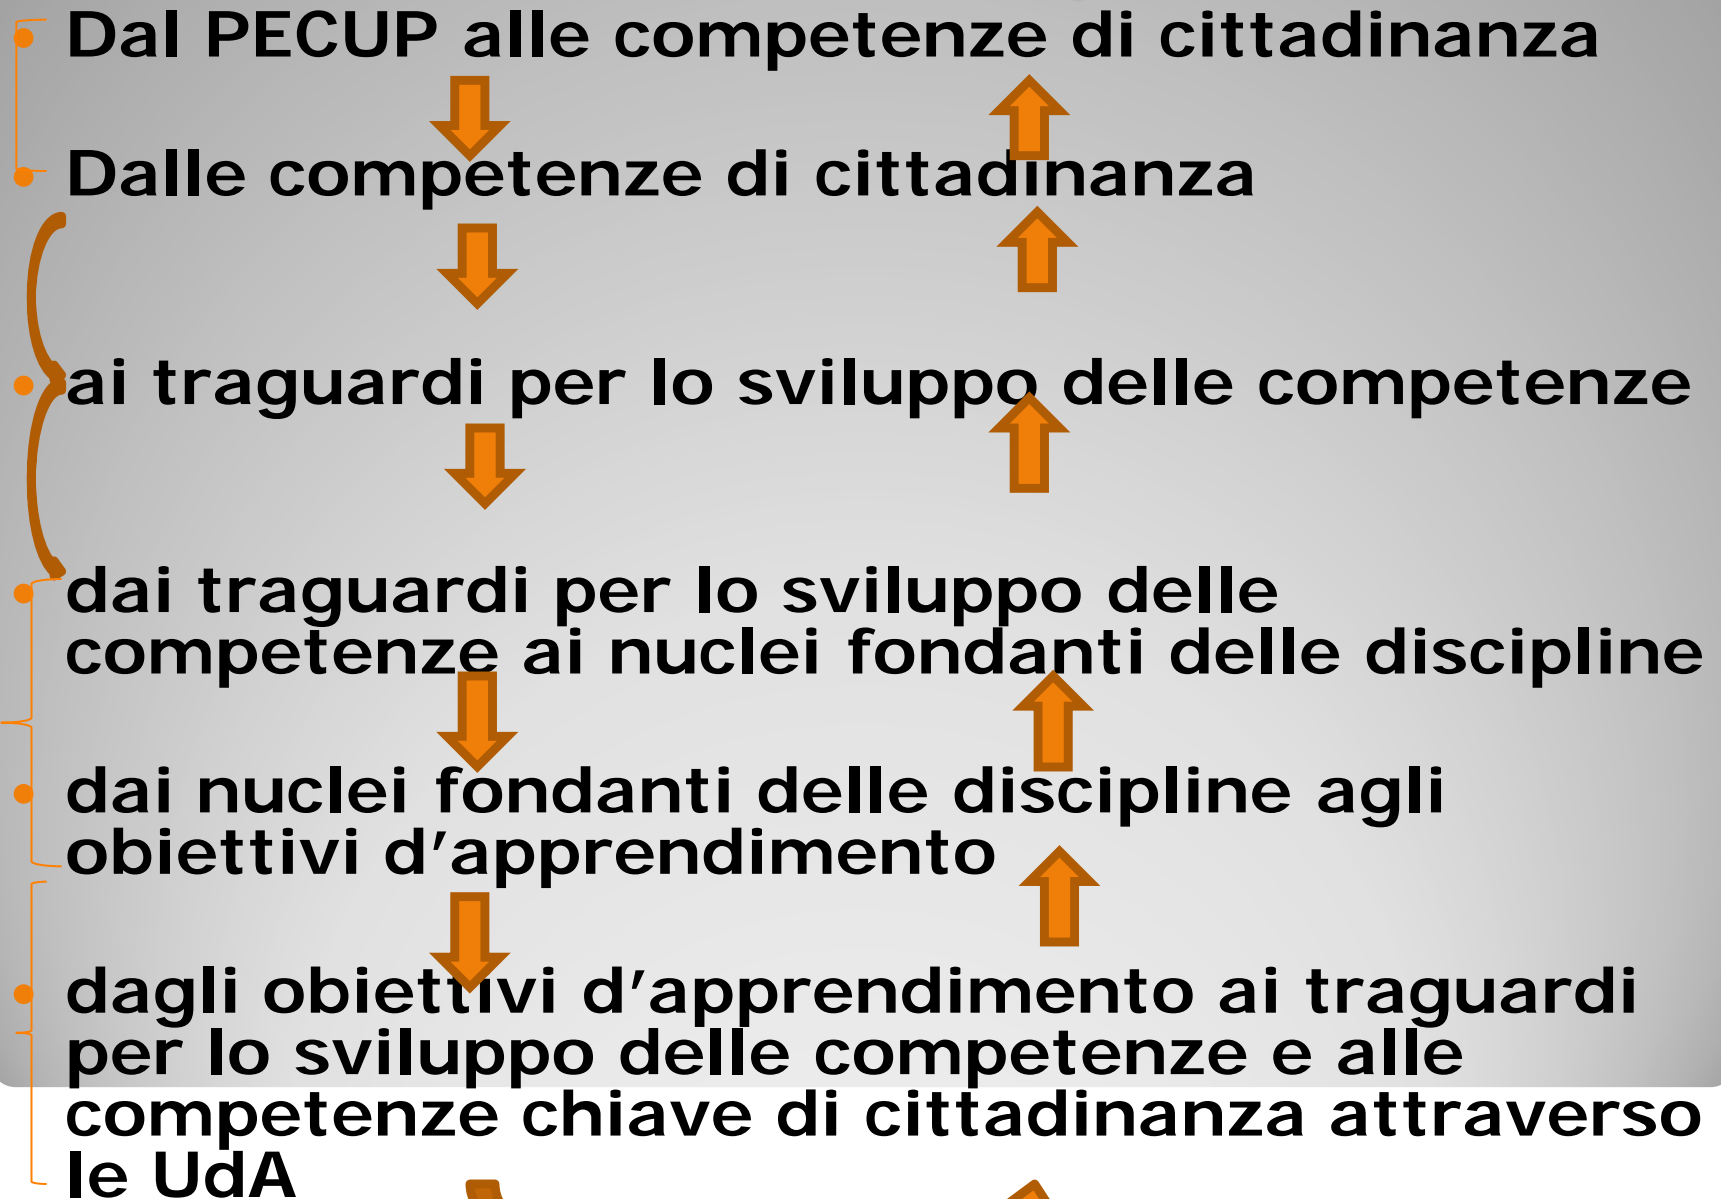 • Dal PECUP alle competenze di cittadinanza
• Dalle competenze di cittadinanza
• ai traguardi per lo sviluppo delle competenze
• dai traguardi per lo sviluppo delle
competenze ai nuclei fondanti delle discipline
• dai nuclei fondanti delle discipline agli
obiettivi d’apprendimento
• dagli obiettivi d’apprendimento ai traguardi
per lo sviluppo delle competenze e alle
competenze chiave di cittadinanza attraverso
le UdA